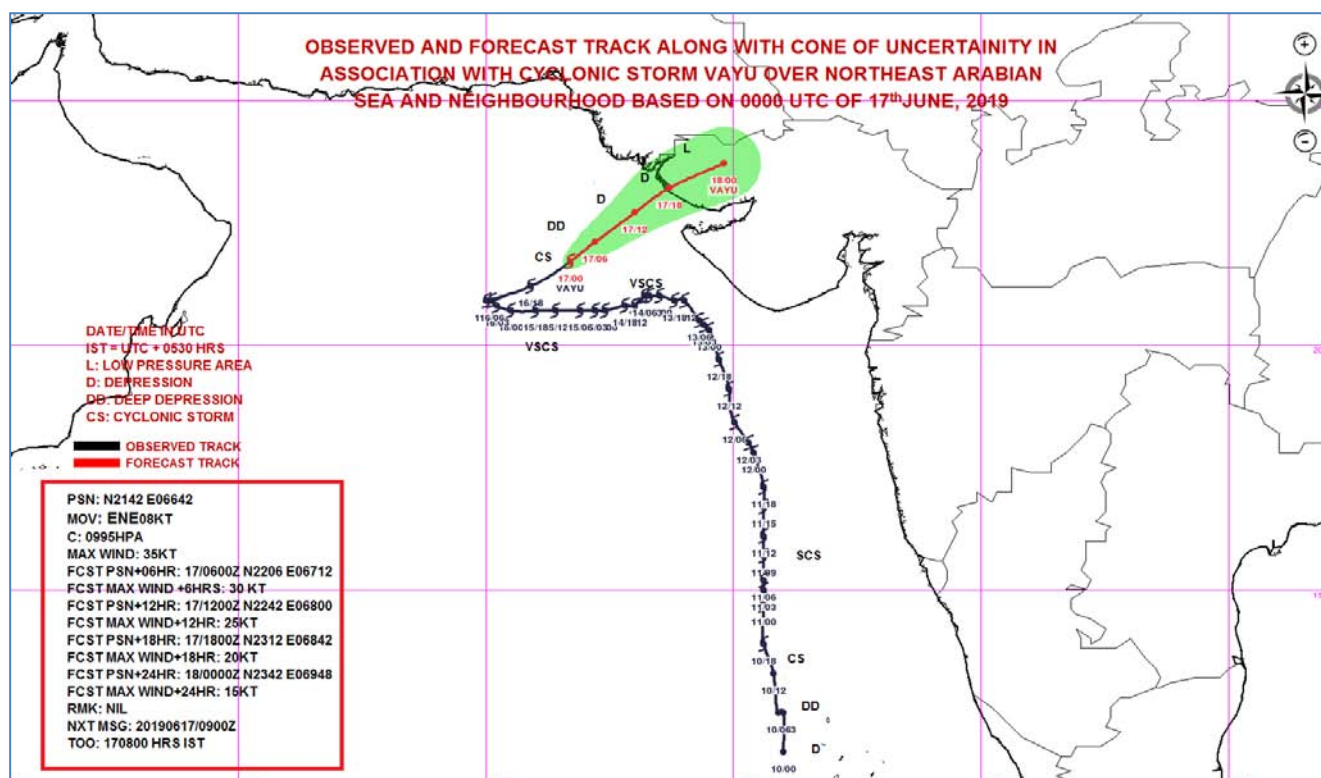 OBSERVED AND FORECAST TRACK ALONG WITH CONE OF UNCERTAINITY IN
ASSOCIATION WITH CYCLONIC STORM VAYU OVER NORTHEAST ARABIAN
SEA AND NEIGHBOURHOOD BASED ON 0000 UTC OF 17thJUNE, 2019
L
D
18/00
VAYU
D
17/18
17/12
DD
17/06
CS
17/00
VAYU
16/18
VSCS
15/12
15/06
14/18
13/18
VSCS
13/06
13/00
20
12/18
12/12
12/06
12/03
12/00
11/18
11/15
11/12
SCS
11/09
11/06
11/03
11/00
10/18
CS
10/12
DD
D
10/00
DATE/TIME IN UTC
IST = UTC + 0530 HRS
L: LOW PRESSURE AREA
D: DEPRESSION
DD: DEEP DEPRESSION
CS: CYCLONIC STORM
OBSERVED TRACK
FORECAST TRACK
PSN: N2142 E06642
MOV: ENE08KT
C: 0995HPA
MAX WIND: 35KT
FCST PSN+06HR: 17/0600Z N2206 E06712
FCST MAX WIND +6HRS: 30 KT
FCST PSN+12HR: 17/1200Z N2242 E06800
FCST MAX WIND+12HR: 25KT
FCST PSN+18HR: 17/1800Z N2312 E06842
FCST MAX WIND+18HR: 20KT
FCST PSN+24HR: 18/0000Z N2342 E06948
FCST MAX WIND+24HR: 15KT
RMK: NIL
NXT MSG: 20190617/0900Z
TOO: 170800 HRS IST